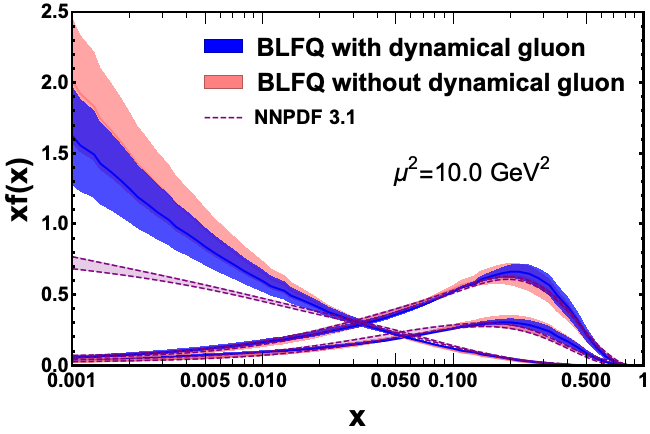 2.5
2.0
1.5
1.0
0.5
0.0
xf(x)
BLFQ with dynamical gluon
BLFQ without dynamical gluon
NNPDF 3.1
μ²=10.0 GeV²
0.001 0.005 0.010 0.050 0.100 0.500 1
x